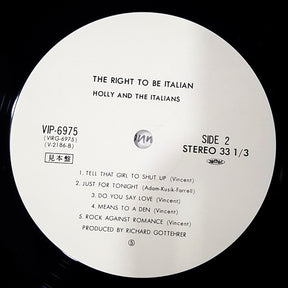 THE RIGHT TO BE ITALIAN
HOLLY AND THE ITALIANS
VIP-6975
(VIRG-6975)
(V-2186-B)
見本盤
SIDE 2
STEREO 33 1/3
1. TELL THAT GIRL TO SHUT UP (Vincent)
2. JUST FOR TONIGHT (Adam-Kusik-Farrell)
3. DO YOU SAY LOVE (Vincent)
4. MEANS TO A DEN (Vincent)
5. ROCK AGAINST ROMANCE (Vincent)
PRODUCED BY RICHARD GOTTEHRER